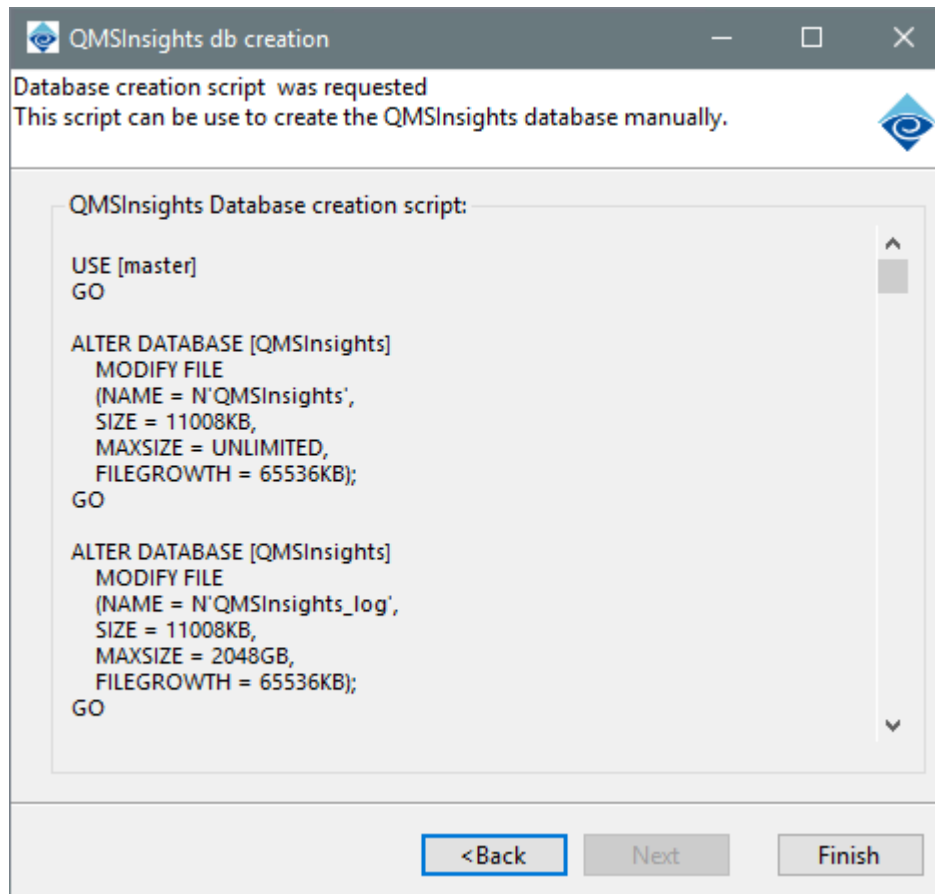 QMSInsights db creation
Database creation script  was requested
This script can be use to create the QMSInsights database manually.
QMSInsights Database creation script:
USE [master]
GO
ALTER DATABASE [QMSInsights]
MODIFY FILE
(NAME = N'QMSInsights',
SIZE = 11008KB,
MAXSIZE = UNLIMITED,
FILEGROWTH = 65536KB);
GO
ALTER DATABASE [QMSInsights]
MODIFY FILE
(NAME = N'QMSInsights_log',
SIZE = 11008KB,
MAXSIZE = 2048GB,
FILEGROWTH = 65536KB);
GO
<Back Next Finish